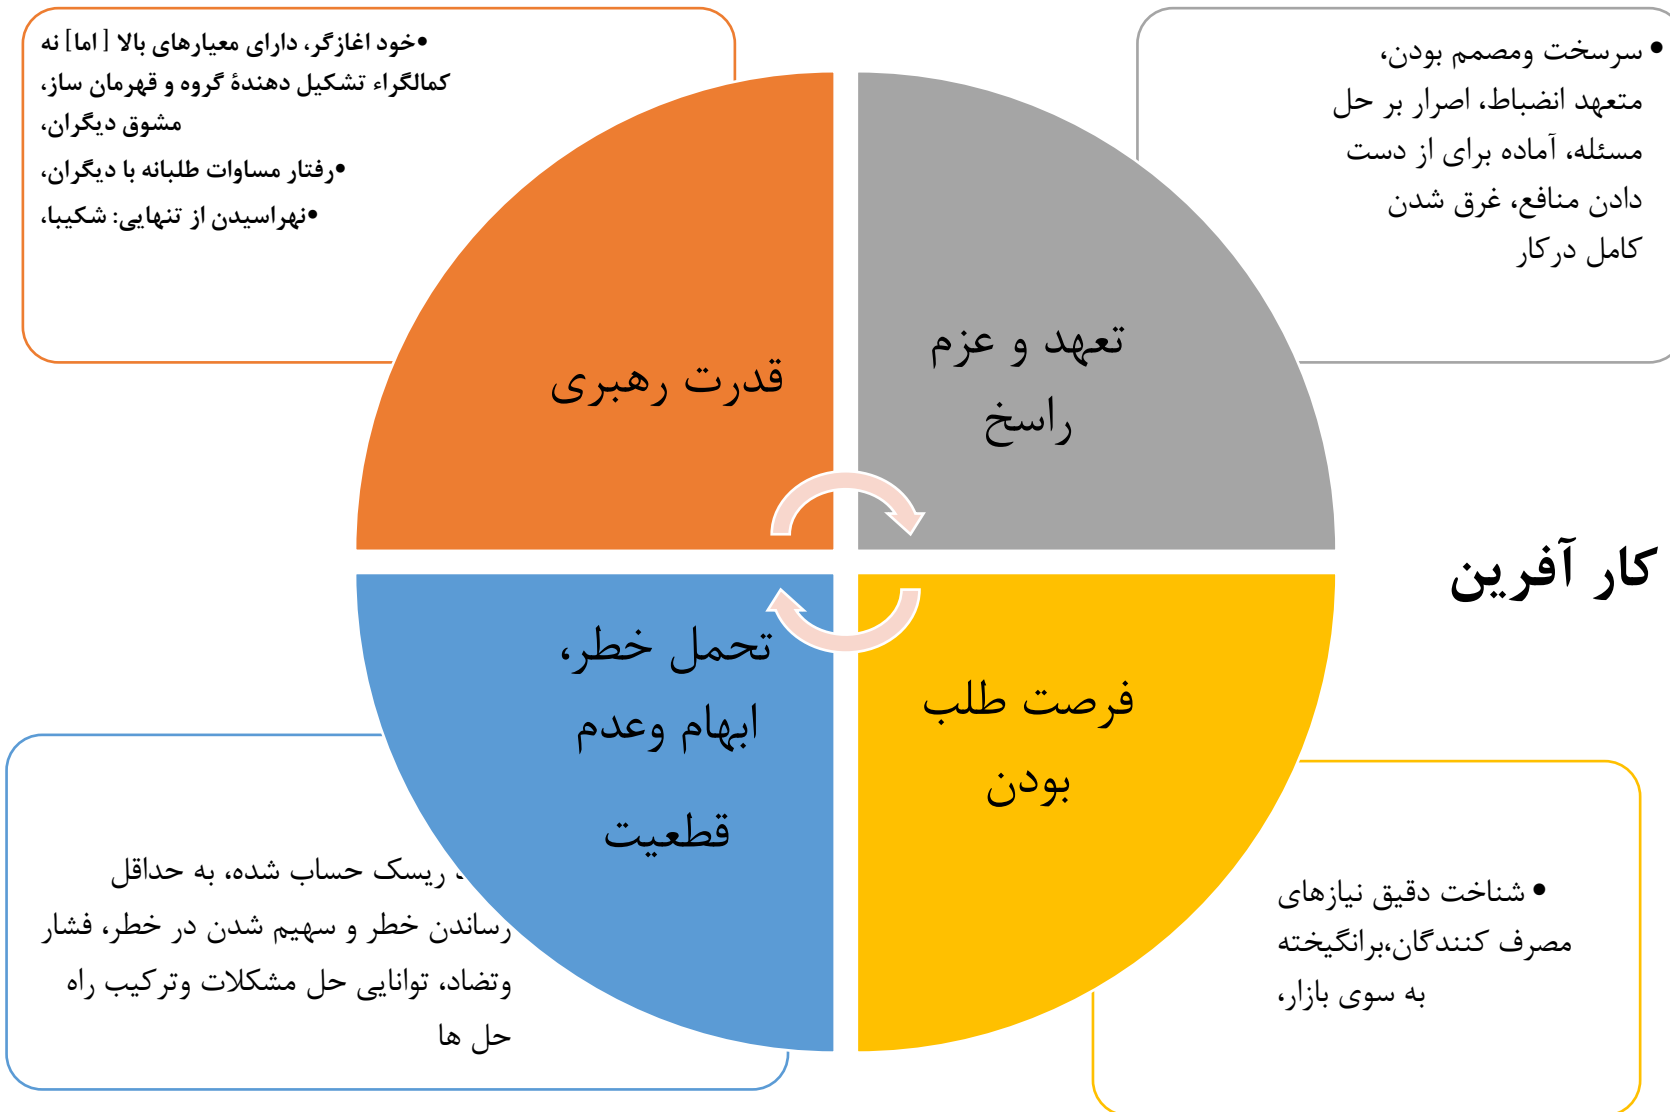 •سرسخت ومصمم بودن،
متعهد انضباط، اصرار بر حل
مسئله، آماده برای از دست
دادن منافع، غرق شدن
کامل درکار
•خود اغازگر، دارای معیارهای بالا [ اما] نه
کمالگراء تشکیل دهندۀ گروه و قهرمان ساز،
مشوق دیگران،
•رفتار مساوات طلبانه با دیگران،
•نهراسیدن از تنهایی: شکیبا،
تعهد و عزم
راسخ
قدرت رهبری
کار آفرین
فرصت طلب
بودن
تحمل خطر،
ابهام وعدم
قطعیت
• شناخت دقیق نیازهای
مصرف کنندگان،برانگیخته
به سوی بازار،
ریسک حساب شده، به حداقل
رساندن خطر و سهیم شدن در خطر، فشار
وتضاد، توانایی حل مشکلات وترکیب راه
حل ها